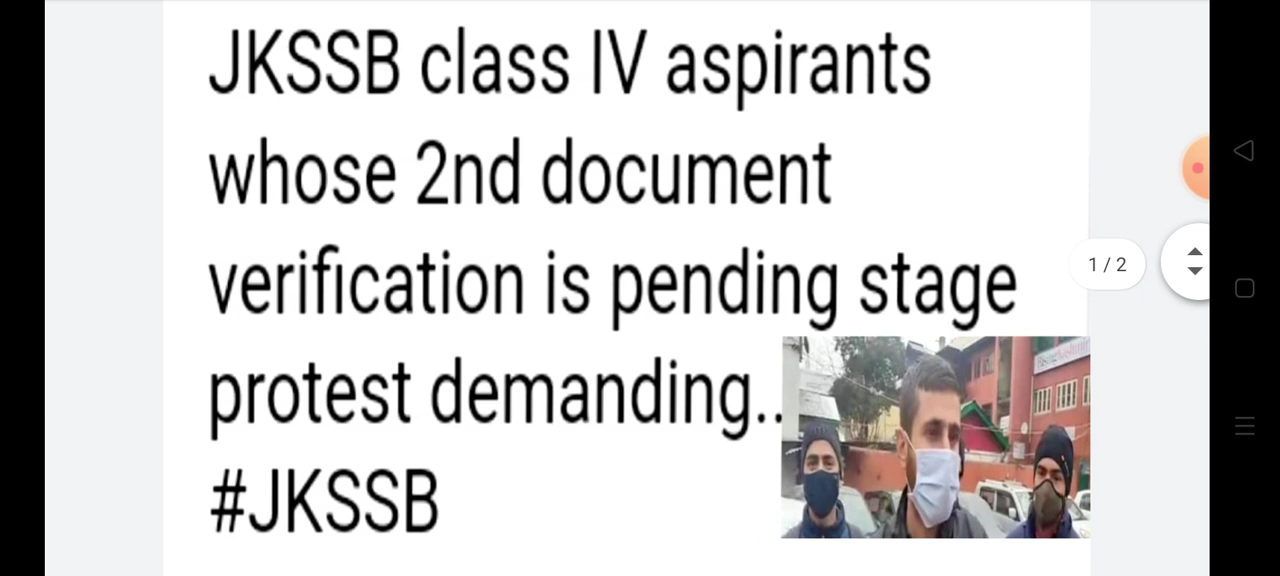 JKSSB class IV aspirants
whose 2nd document
verification is pending stage
protest demanding..
#JKSSB
1 / 2